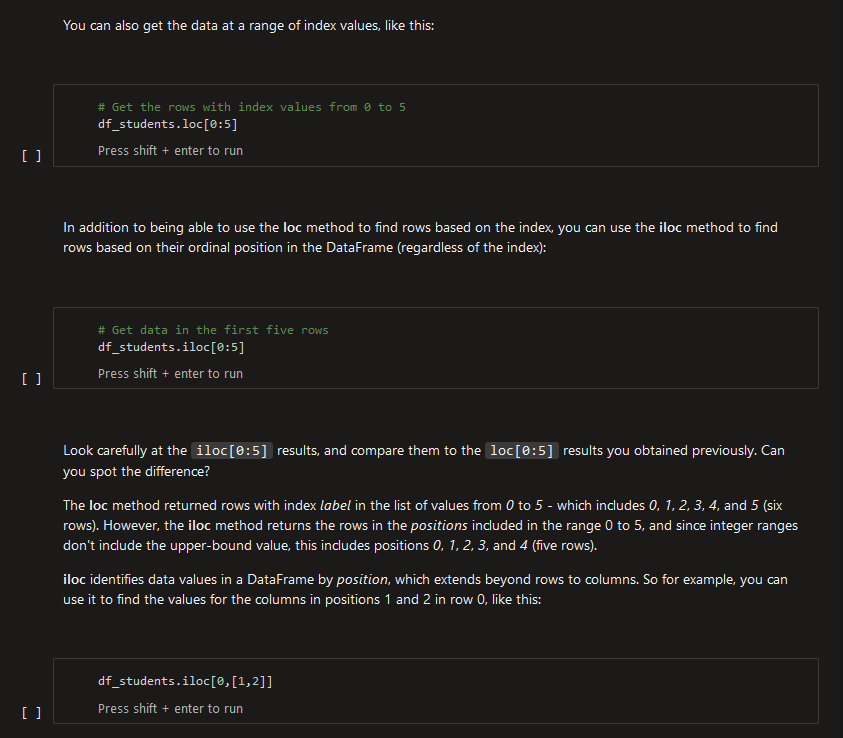 You can also get the data at a range of index values, like this:
# Get the rows with index values from 0 to 5
df_students.loc[0:5]
Press shift + enter to run
[ ]
In addition to being able to use the loc method to find rows based on the index, you can use the iloc method to find
rows based on their ordinal position in the DataFrame (regardless of the index):
# Get data in the first five rows
df_students.iloc[0:5]
Press shift + enter to run
[ ]
Look carefully at the iloc[0:5] results, and compare them to the loc[0:5] results you obtained previously. Can
you spot the difference?
The loc method returned rows with index label in the list of values from 0 to 5 - which includes 0, 1, 2, 3, 4, and 5 (six
rows). However, the iloc method returns the rows in the positions included in the range 0 to 5, and since integer ranges
don't include the upper-bound value, this includes positions 0, 1, 2, 3, and 4 (five rows).
iloc identifies data values in a DataFrame by position, which extends beyond rows to columns. So for example, you can
use it to find the values for the columns in positions 1 and 2 in row 0, like this:
df_students.iloc[0,[1,2]]
Press shift + enter to run
[ ]